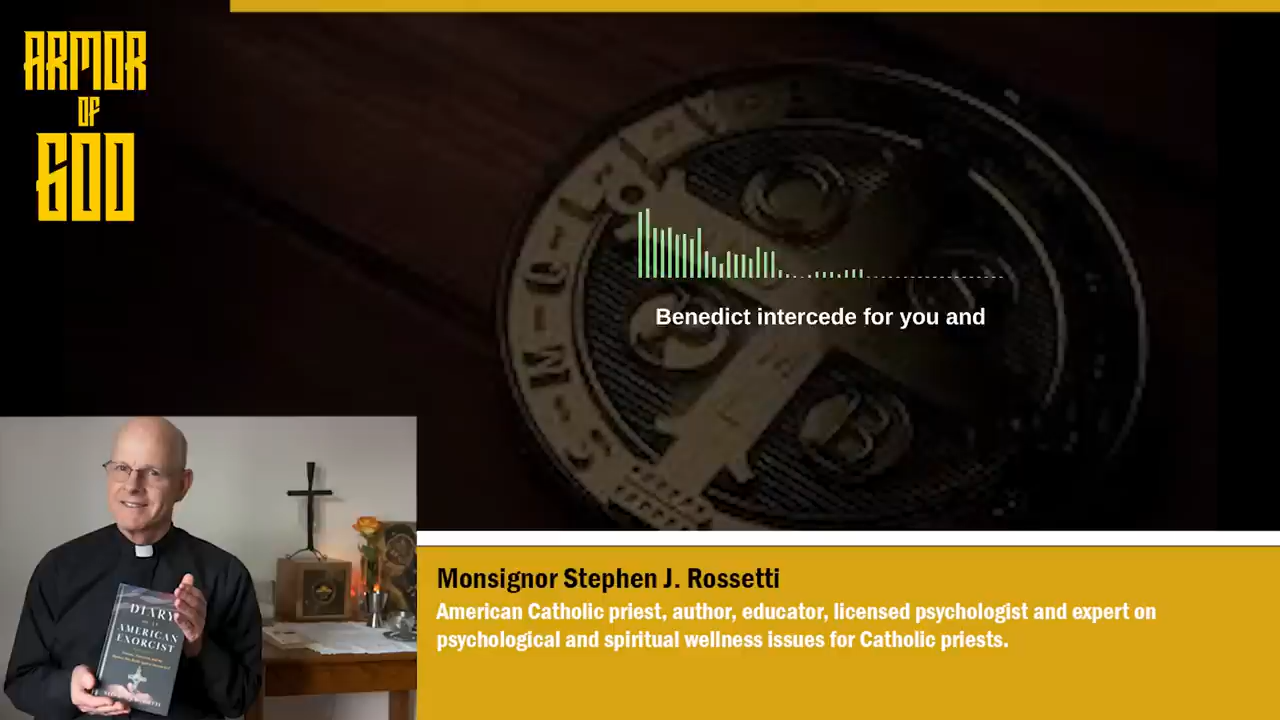 ARMOR
OF
GOD
Benedict intercede for you and
Monsignor Stephen J. Rossetti
American Catholic priest, author, educator, licensed psychologist and expert on
psychological and spiritual wellness issues for Catholic priests.
DIARY
AMERICAN
EXORCIST